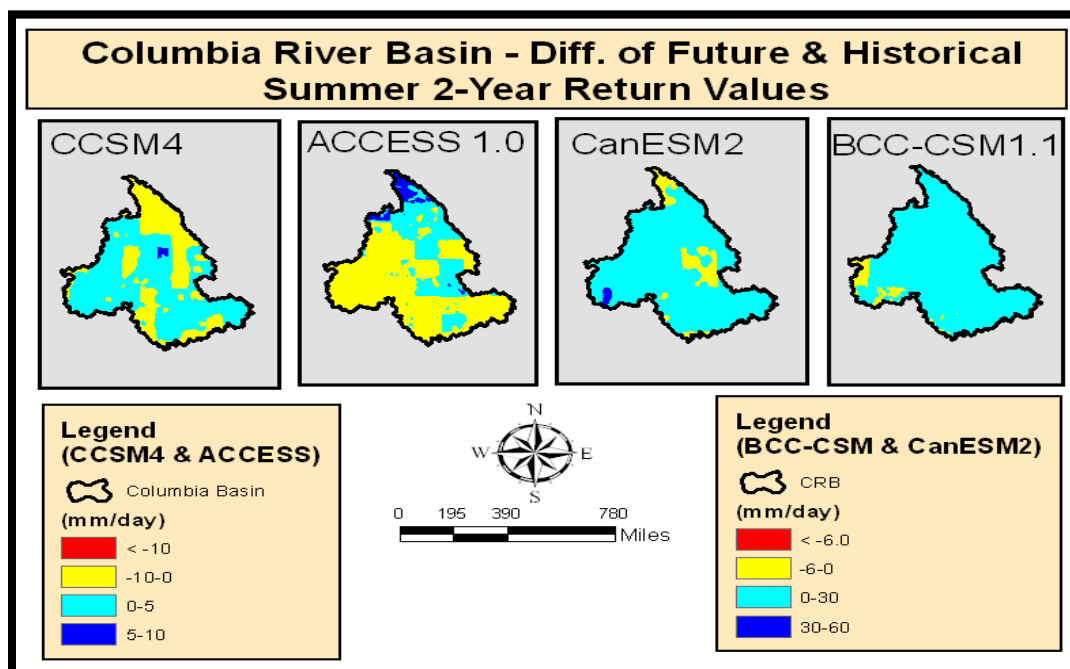 Columbia River Basin - Diff. of Future & Historical
Summer 2-Year Return Values
CCSM4
ACCESS 1.0
CanESM2
BCC-CSM1.1
Legend
(CCSM4 & ACCESS)
Columbia Basin
(mm/day)
< -10
-10-0
0-5
5-10
N
W
E
S
0 195 390 780
Miles
Legend
(BCC-CSM & CanESM2)
CRB
(mm/day)
< -6.0
-6-0
0-30
30-60